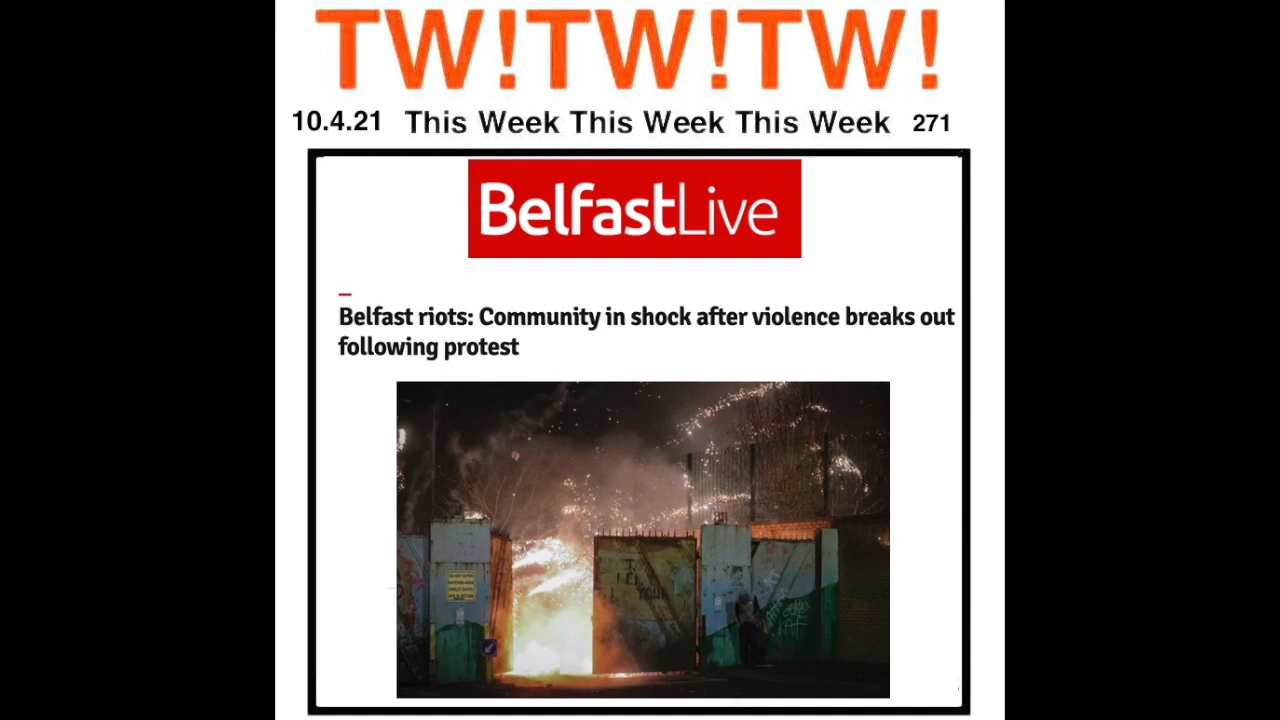 TW!TW!TW!
10.4.21 This Week This Week This Week 271
BelfastLive
Belfast riots: Community in shock after violence breaks out
following protest